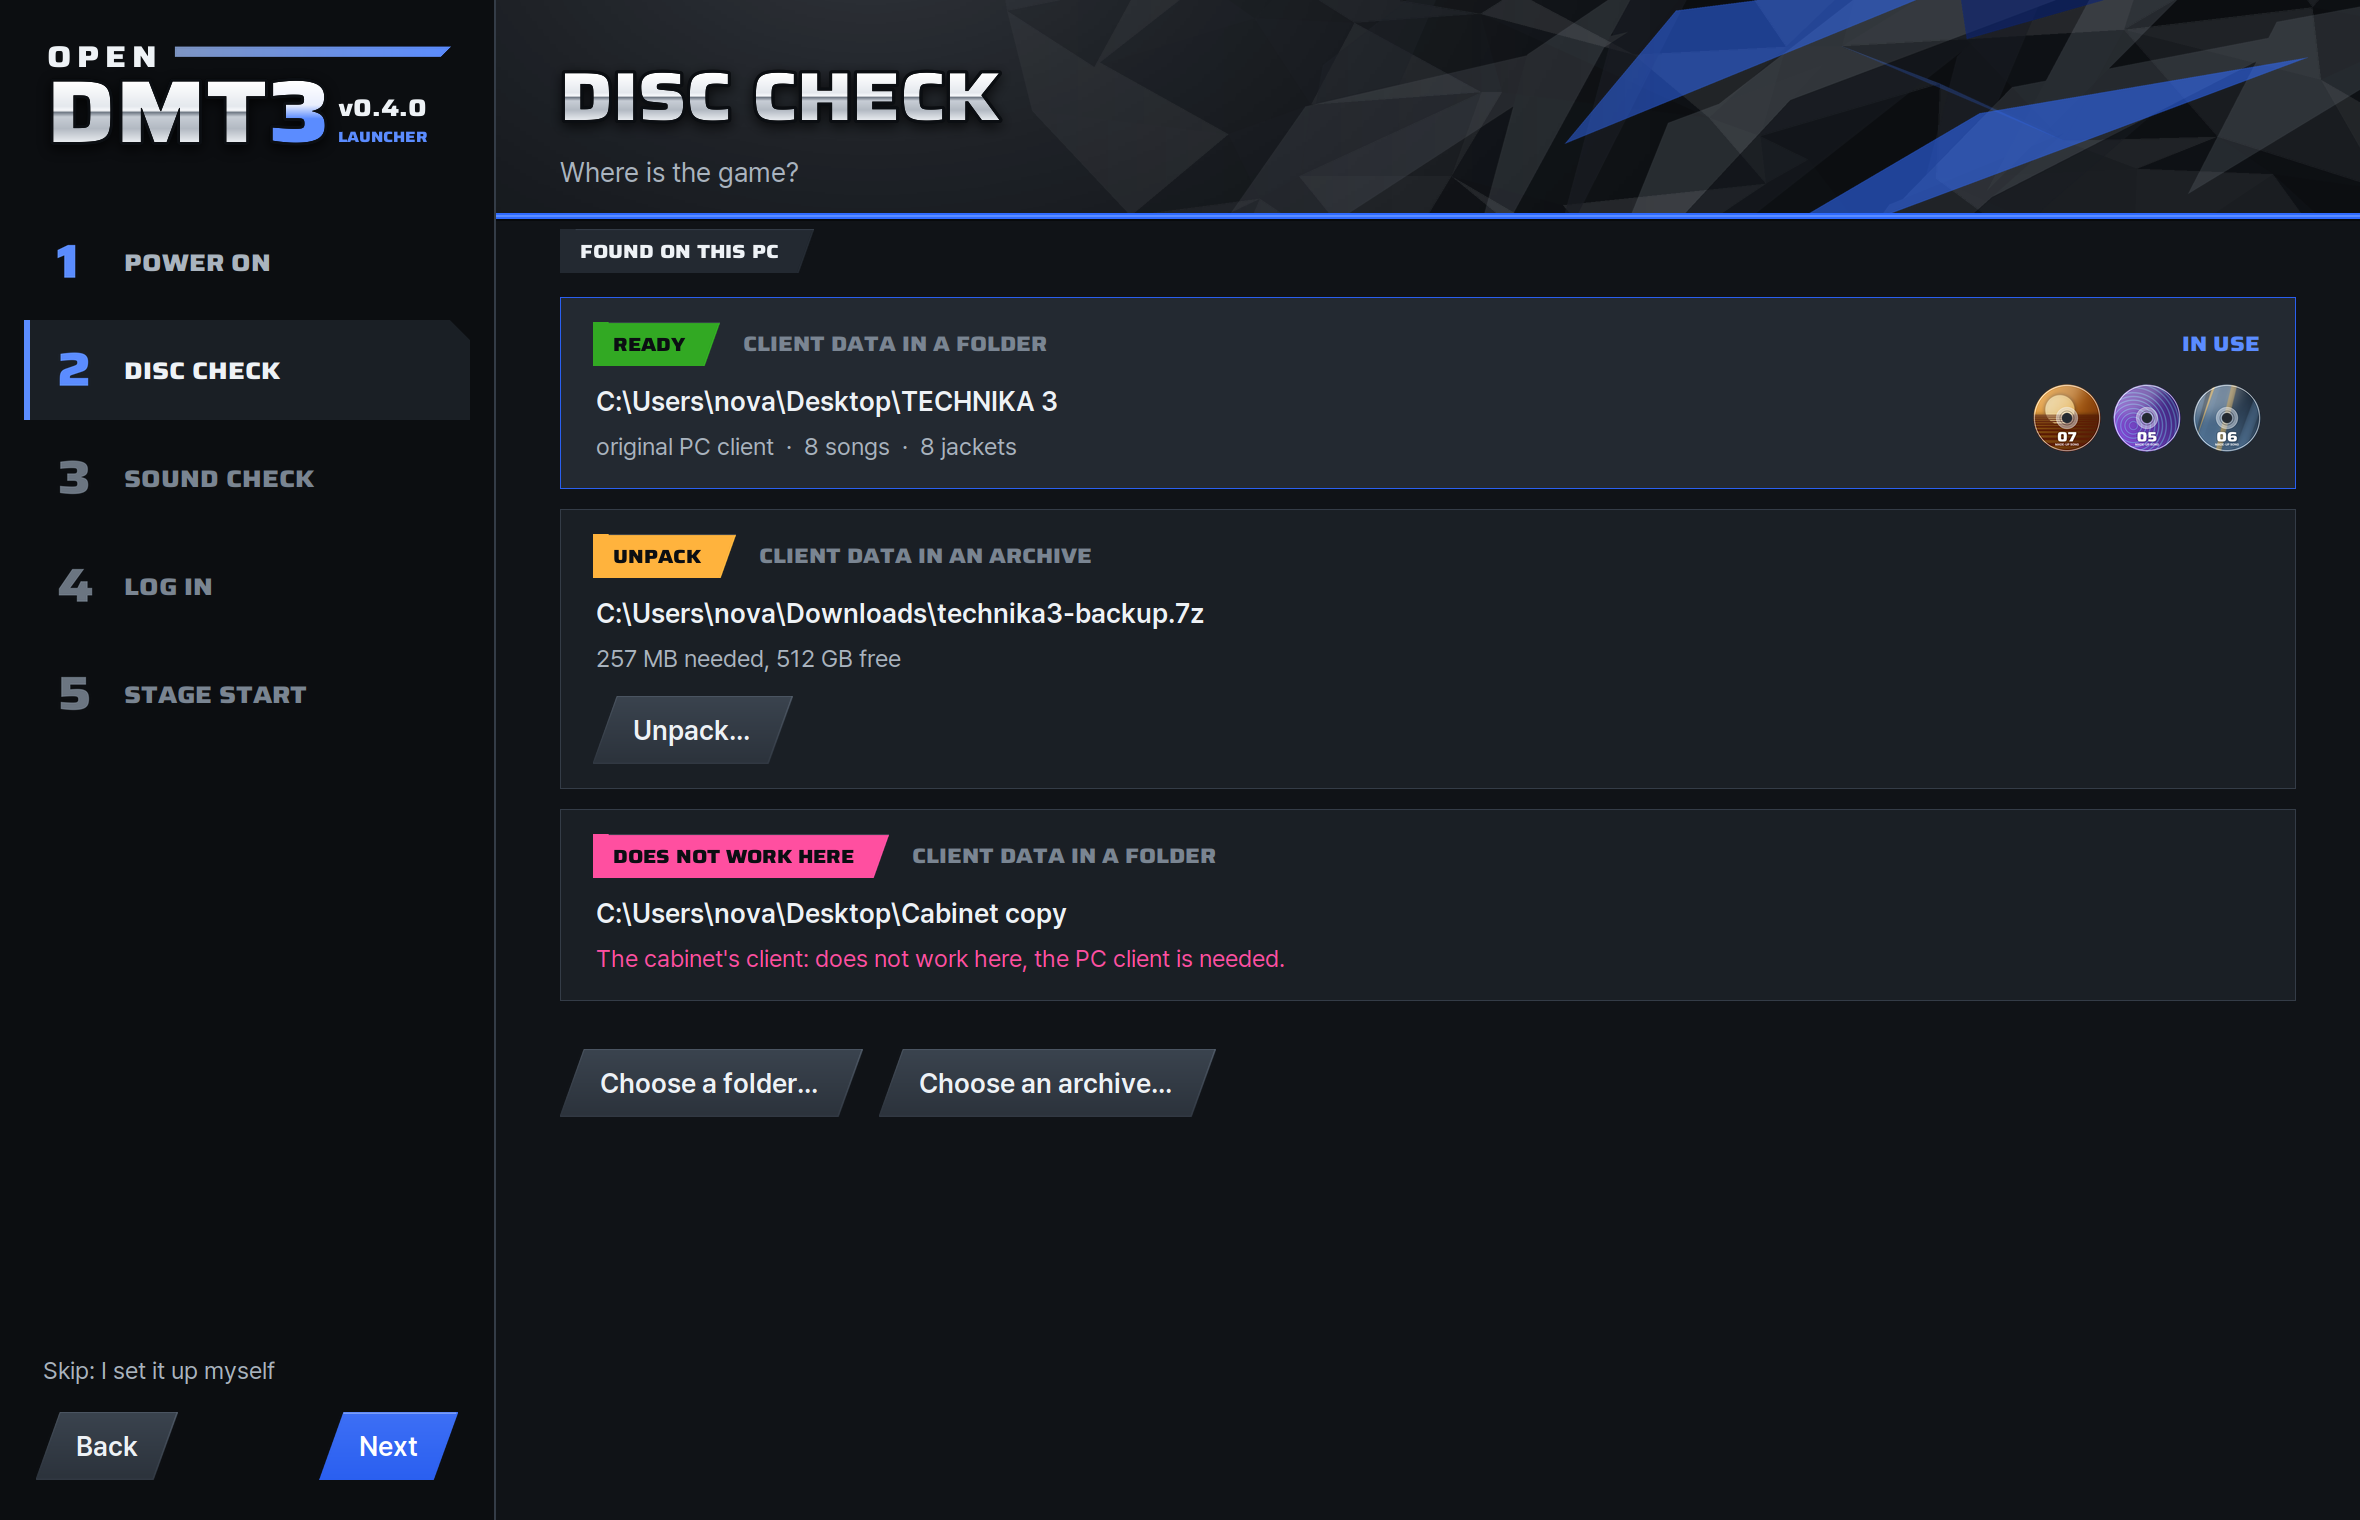 OPEN
DMT3
v0.4.0
LAUNCHER
1 POWER ON
2 DISC CHECK
3 SOUND CHECK
4 LOG IN
5 STAGE START
Skip: I set it up myself
Back
Next
DISC CHECK
Where is the game?
FOUND ON THIS PC
READY CLIENT DATA IN A FOLDER IN USE
C:\Users\nova\Desktop\TECHNIKA 3
original PC client · 8 songs · 8 jackets
07 05 06
UNPACK CLIENT DATA IN AN ARCHIVE
C:\Users\nova\Downloads\technika3-backup.7z
257 MB needed, 512 GB free
Unpack...
DOES NOT WORK HERE CLIENT DATA IN A FOLDER
C:\Users\nova\Desktop\Cabinet copy
The cabinet's client: does not work here, the PC client is needed.
Choose a folder... Choose an archive...